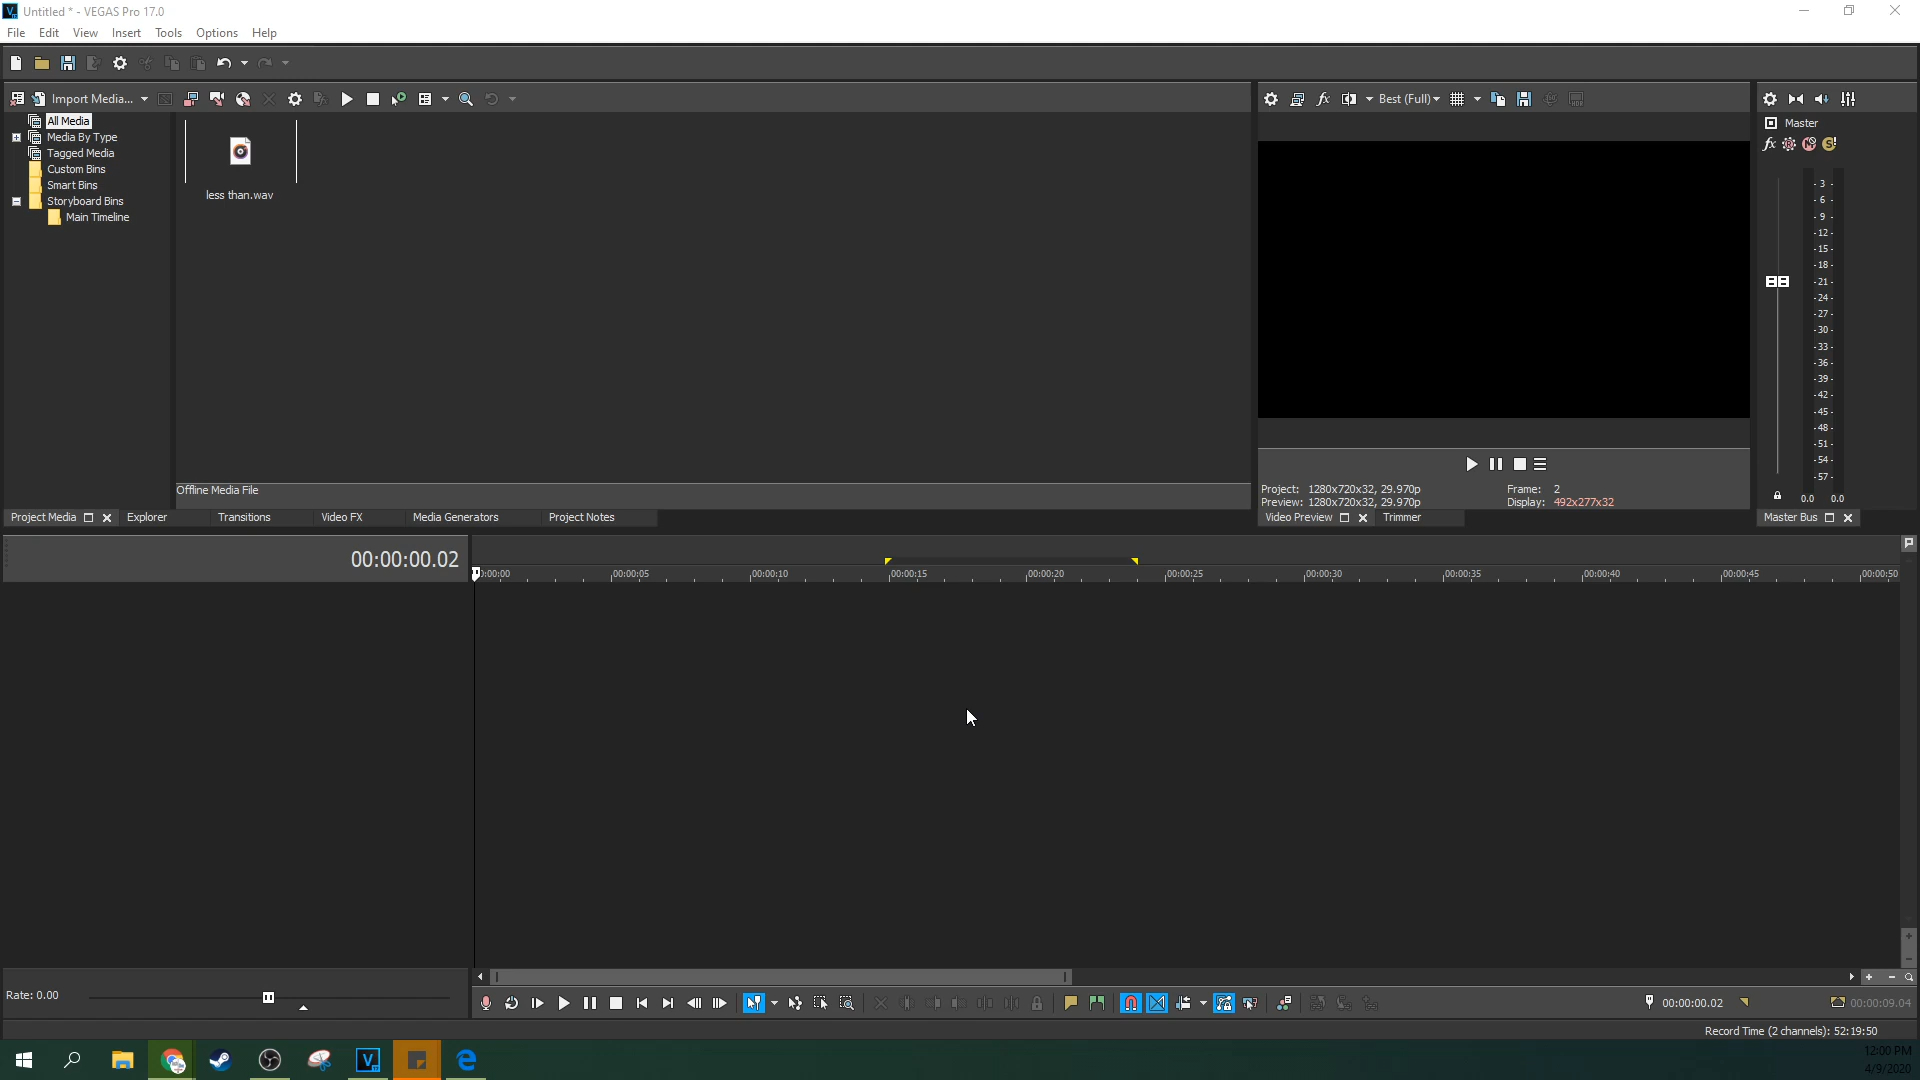 Untitled * - VEGAS Pro 17.0
File Edit View Insert Tools Options Help
Import Media... Best (Full)
All Media
Media By Type
Tagged Media
Custom Bins
Smart Bins
Storyboard Bins
Main Timeline
less than.wav
Offline Media File
Master
- 3 -
- 6 -
- 9 -
-12-
-15-
-18-
-21-
-24-
-27-
-30-
-33-
-36-
-39-
-42-
-45-
-48-
-51-
-54-
-57-
0.0 0.0
Project: 1280x720x32, 29.970p Frame: 2
Preview: 1280x720x32, 29.970p Display: 492x277x32
Project Media Explorer Transitions Video FX Media Generators Project Notes Video Preview Trimmer Master Bus
00:00:00.02
00:00:05 00:00:10 00:00:15 00:00:20 00:00:25 00:00:30 00:00:35 00:00:40 00:00:45 00:00:50
Rate: 0.00
00:00:00.02 00:00:09.04
Record Time (2 channels): 52:19:50
12:00 PM
4/9/2020